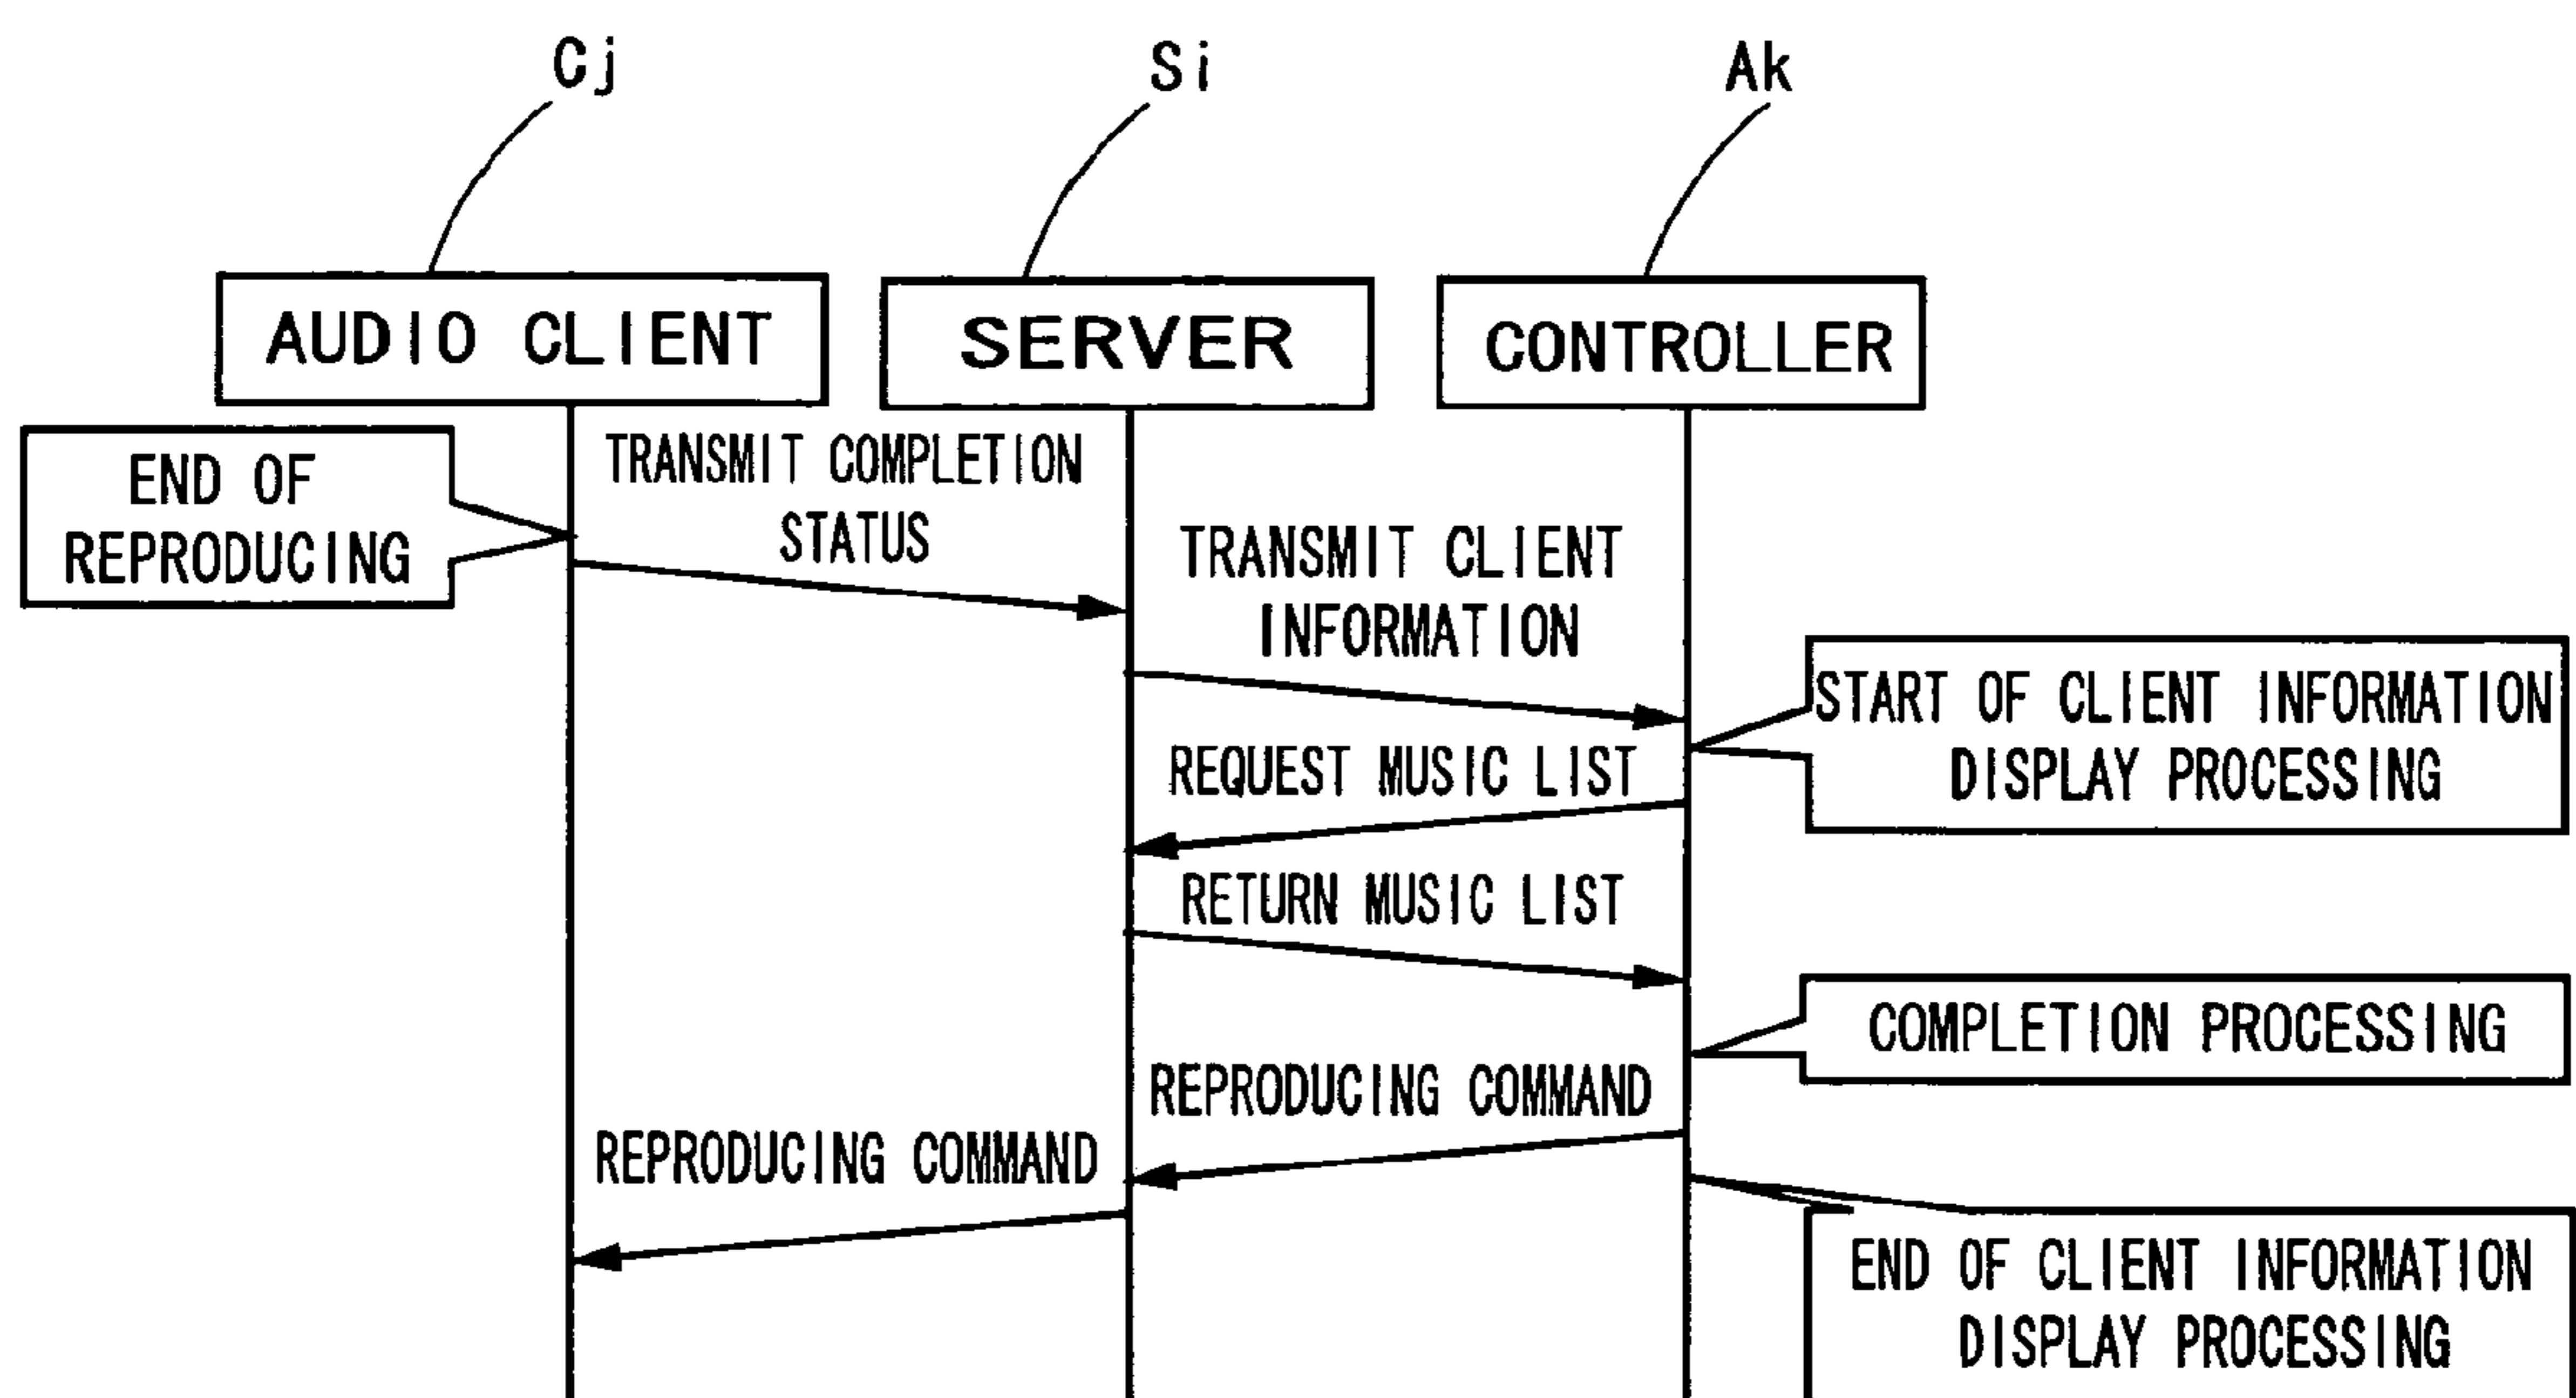 Cj
Si
Ak
AUDIO CLIENT
SERVER
CONTROLLER
END OF
REPRODUCING
TRANSMIT COMPLETION
STATUS
TRANSMIT CLIENT
INFORMATION
START OF CLIENT INFORMATION
DISPLAY PROCESSING
REQUEST MUSIC LIST
RETURN MUSIC LIST
COMPLETION PROCESSING
REPRODUCING COMMAND
REPRODUCING COMMAND
END OF CLIENT INFORMATION
DISPLAY PROCESSING